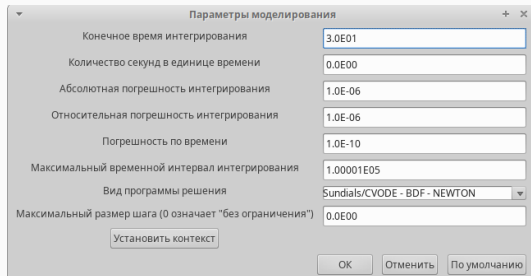 Параметры моделирования
Конечное время интегрирования 3.0E01
Количество секунд в единице времени 0.0E00
Абсолютная погрешность интегрирования 1.0E-06
Относительная погрешность интегрирования 1.0E-06
Погрешность по времени 1.0E-10
Максимальный временной интервал интегрирования 1.00001E05
Вид программы решения Sundials/CVODE - BDF - NEWTON
Максимальный размер шага (0 означает "без ограничения") 0.0E00
Установить контекст
ОК Отменить По умолчанию